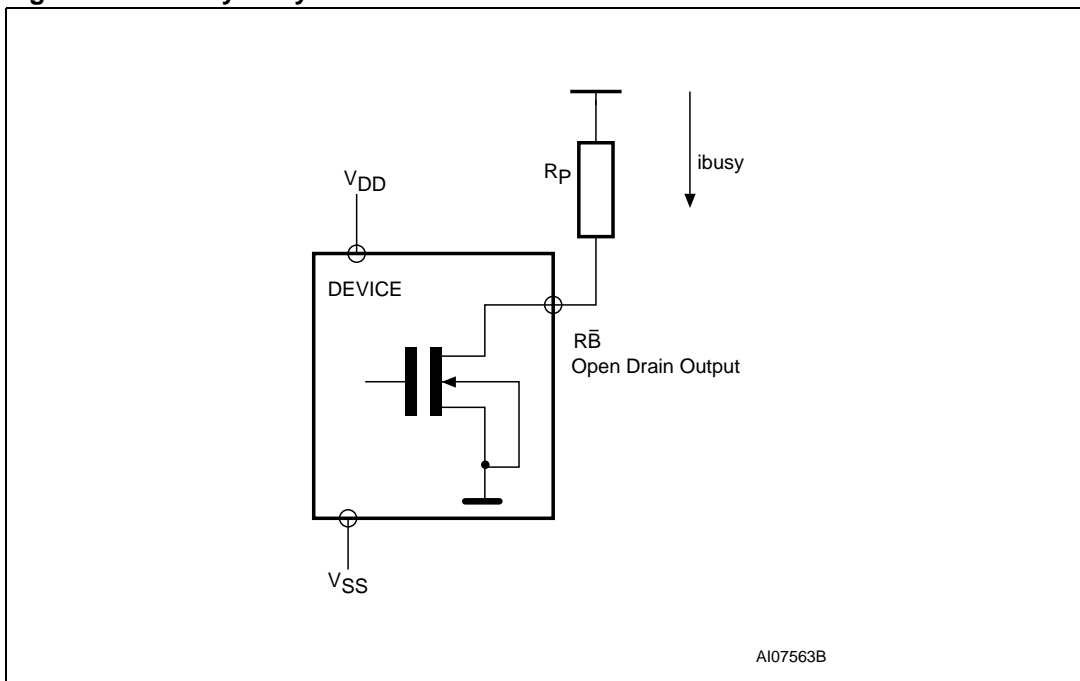 VDD
RP
ibusy
DEVICE
RB̄
Open Drain Output
VSS
AI07563B